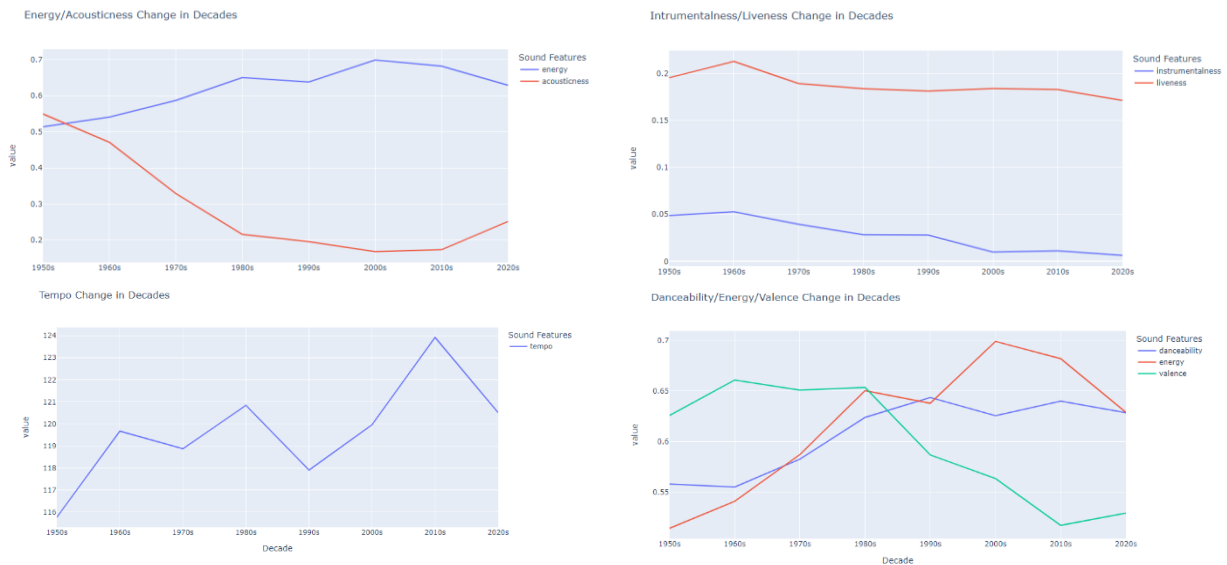 Energy/Acousticness Change in Decades
Sound Features
energy
acousticness
value
0.7
0.6
0.5
0.4
0.3
0.2
1950s 1960s 1970s 1980s 1990s 2000s 2010s 2020s
Intrumentalness/Liveness Change in Decades
Sound Features
instrumentalness
liveness
value
0.2
0.15
0.1
0.05
0
1950s 1960s 1970s 1980s 1990s 2000s 2010s 2020s
Tempo Change in Decades
Sound Features
tempo
value
124
123
122
121
120
119
118
117
116
1950s 1960s 1970s 1980s 1990s 2000s 2010s 2020s
Decade
Danceability/Energy/Valence Change in Decades
Sound Features
danceability
energy
valence
value
0.7
0.65
0.6
0.55
1950s 1960s 1970s 1980s 1990s 2000s 2010s 2020s
Decade